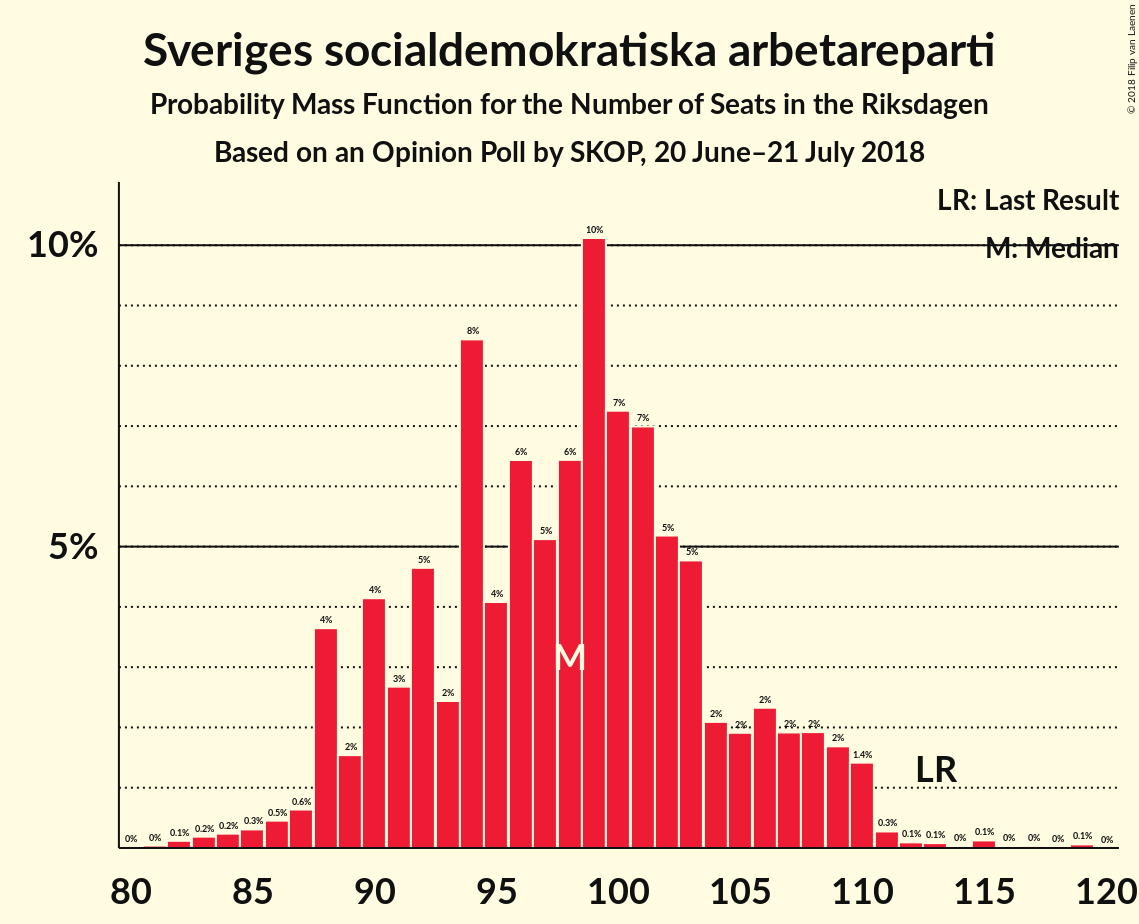 Sveriges socialdemokratiska arbetareparti
Probability Mass Function for the Number of Seats in the Riksdagen
Based on an Opinion Poll by SKOP, 20 June–21 July 2018
© 2018 Filip van Laenen
LR: Last Result
M: Median
10%
5%
0% 0% 0.1% 0.2% 0.2% 0.3% 0.5% 0.6% 4% 2% 4% 3% 5% 2% 8% 4% 6% 5% 6% 10% 7% 7% 5% 5% 2% 2% 2% 2% 2% 2% 1.4% 0.3% 0.1% 0.1% 0% 0.1% 0% 0% 0% 0.1% 0%
M
LR
80 85 90 95 100 105 110 115 120